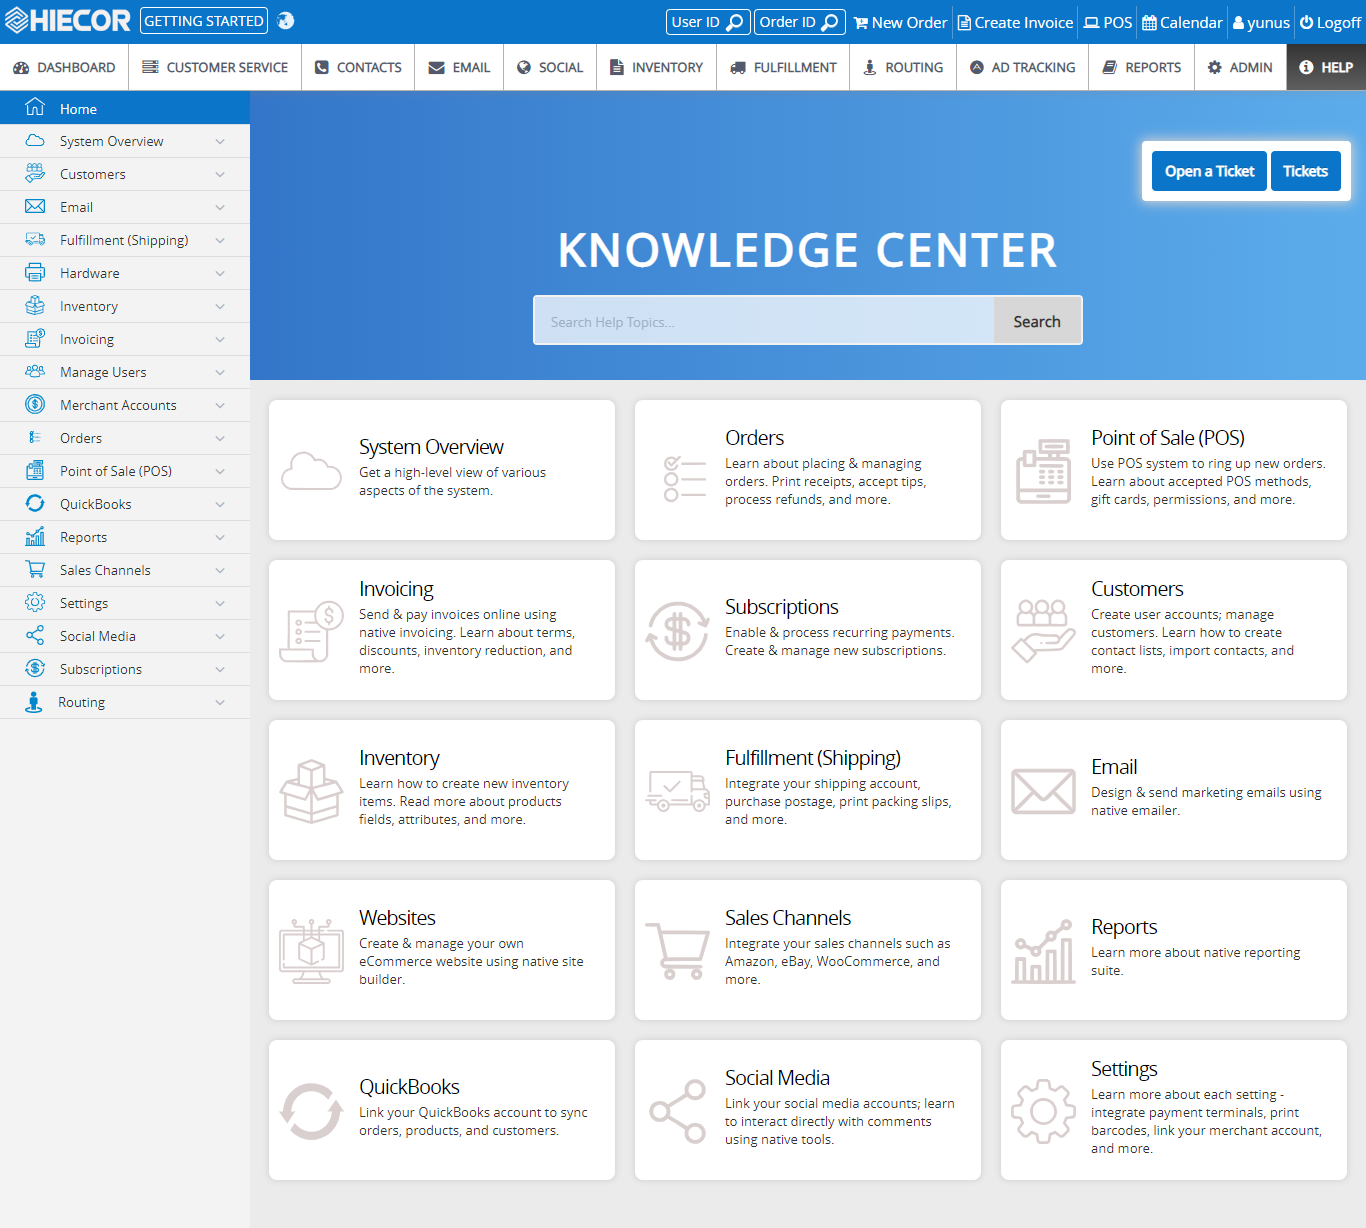 HIECOR GETTING STARTED User ID Order ID New Order Create Invoice POS Calendar yunus Logoff
DASHBOARD CUSTOMER SERVICE CONTACTS EMAIL SOCIAL INVENTORY FULFILLMENT ROUTING AD TRACKING REPORTS ADMIN HELP
Home
System Overview
Customers
Email
Fulfillment (Shipping)
Hardware
Inventory
Invoicing
Manage Users
Merchant Accounts
Orders
Point of Sale (POS)
QuickBooks
Reports
Sales Channels
Settings
Social Media
Subscriptions
Routing
Open a Ticket Tickets
KNOWLEDGE CENTER
Search Help Topics... Search
System Overview
Get a high-level view of various
aspects of the system.
Orders
Learn about placing & managing
orders. Print receipts, accept tips,
process refunds, and more.
Point of Sale (POS)
Use POS system to ring up new orders.
Learn about accepted POS methods,
gift cards, permissions, and more.
Invoicing
Send & pay invoices online using
native invoicing. Learn about terms,
discounts, inventory reduction, and
more.
Subscriptions
Enable & process recurring payments.
Create & manage new subscriptions.
Customers
Create user accounts; manage
customers. Learn how to create
contact lists, import contacts, and
more.
Inventory
Learn how to create new inventory
items. Read more about products
fields, attributes, and more.
Fulfillment (Shipping)
Integrate your shipping account,
purchase postage, print packing slips,
and more.
Email
Design & send marketing emails using
native emailer.
Websites
Create & manage your own
eCommerce website using native site
builder.
Sales Channels
Integrate your sales channels such as
Amazon, eBay, WooCommerce, and
more.
Reports
Learn more about native reporting
suite.
QuickBooks
Link your QuickBooks account to sync
orders, products, and customers.
Social Media
Link your social media accounts; learn
to interact directly with comments
using native tools.
Settings
Learn more about each setting -
integrate payment terminals, print
barcodes, link your merchant account,
and more.